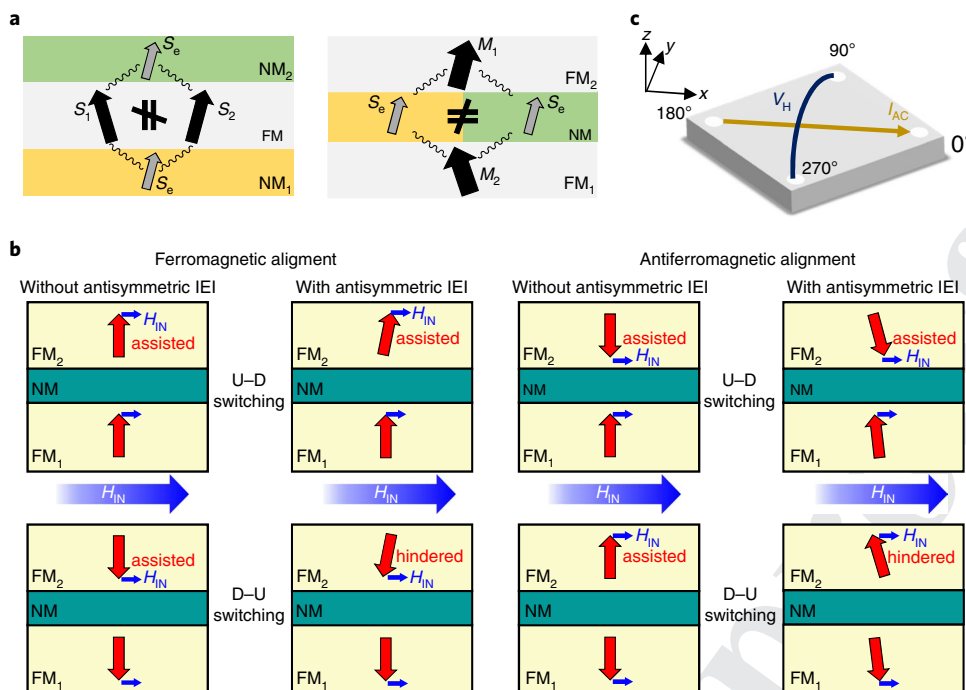 a
S_e
NM_2
S_1
S_2
FM
S_e
NM_1
M_1
FM_2
S_e
S_e
NM
M_2
FM_1
c
z
y
x
90°
V_H
I_AC
180°
0°
270°
b
Ferromagnetic aligment
Antiferromagnetic alignment
Without antisymmetric IEI
With antisymmetric IEI
Without antisymmetric IEI
With antisymmetric IEI
H_IN
assisted
FM_2
NM
FM_1
U–D
switching
H_IN
assisted
FM_2
NM
FM_1
assisted
H_IN
FM_2
NM
FM_1
U–D
switching
assisted
H_IN
FM_2
NM
FM_1
H_IN
H_IN
H_IN
H_IN
assisted
H_IN
FM_2
NM
FM_1
D–U
switching
hindered
H_IN
FM_2
NM
FM_1
H_IN
assisted
FM_2
NM
FM_1
D–U
switching
H_IN
hindered
FM_2
NM
FM_1